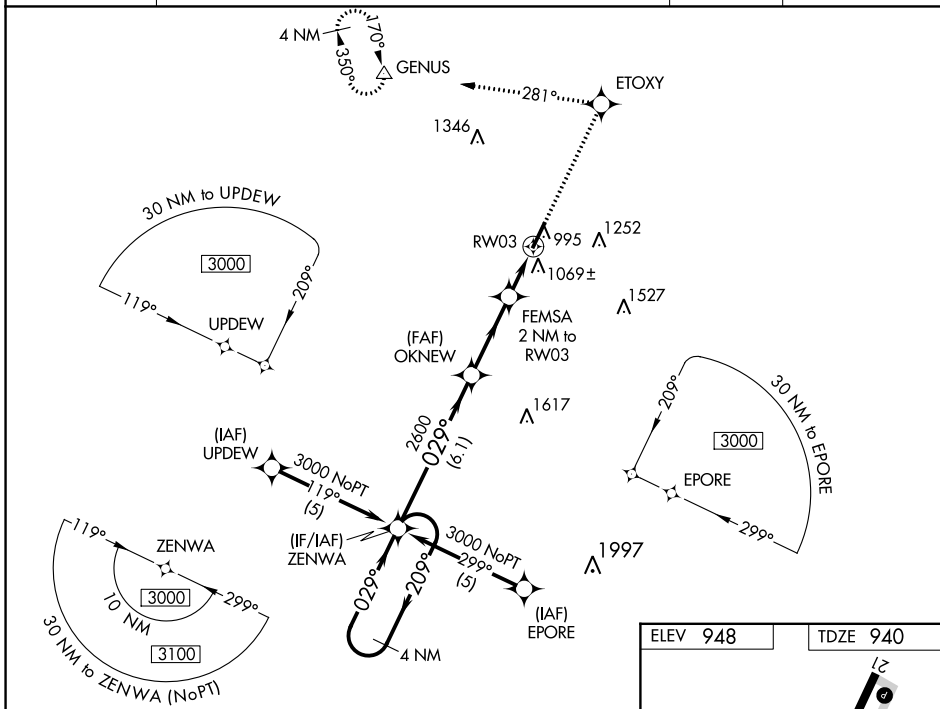 4 NM
170°
350°
GENUS
281°
ETOXY
1346
30 NM to UPDEW
3000
119°
209°
UPDEW
RW03
995
1252
1069±
1527
FEMSA
2 NM to
RW03
(FAF)
OKNEW
1617
2600
029°
(6.1)
209°
30 NM to EPORE
3000
EPORE
299°
(IAF)
UPDEW
3000 NoPT
119°
(5)
(IF/IAF)
ZENWA
3000 NoPT
299°
(5)
1997
(IAF)
EPORE
029°
209°
4 NM
119°
ZENWA
299°
3000
10 NM
3100
30 NM to ZENWA (NoPT)
ELEV 948
TDZE 940
21
P